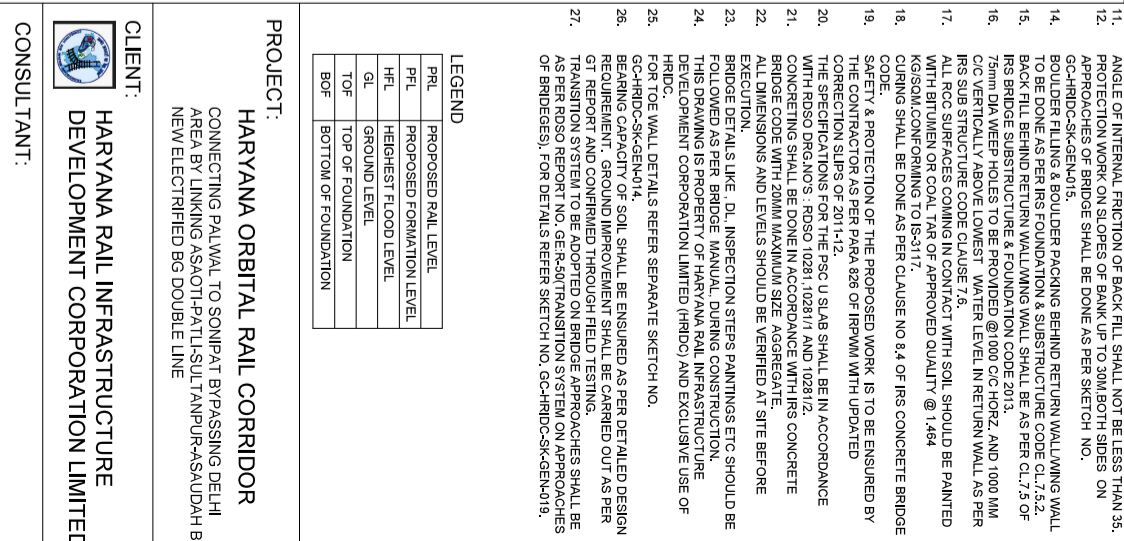 11. ANGLE OF INTERNAL FRICTION OF BACK FILL SHALL NOT BE LESS THAN 35.
12. PROTECTION WORK ON SLOPES OF BANK UP TO 30M,BOTH SIDES ON
APPROACHES OF BRIDGE SHALL BE DONE AS PER SKETCH NO.
GC-HRIDC-SK-GEN-015.
14. BOULDER FILLING & BOULDER PACKING BEHIND RETURN WALL/WING WALL
TO BE DONE AS PER IRS FOUNDATION & SUBSTRUCTURE CODE CL.7.5.2.
15. BACK FILL BEHIND RETURN WALL/WING WALL SHALL BE AS PER CL.7.5 OF
IRS BRIDGE SUBSTRUCTURE & FOUNDATION CODE 2013.
16. 75mm DIA WEEP HOLES TO BE PROVIDED @1000 C/C HORZ. AND 1000 MM
C/C VERTICALLY ABOVE LOWEST WATER LEVEL IN RETURN WALL AS PER
IRS SUB STRUCTURE CODE CLAUSE 7.6.
17. ALL RCC SURFACES COMING IN CONTACT WITH SOIL SHOULD BE PAINTED
WITH BITUMEN OR COAL TAR OF APPROVED QUALITY @ 1.464
KG/SQM.CONFORMING TO IS-3117.
18. CURING SHALL BE DONE AS PER CLAUSE NO 8.4 OF IRS CONCRETE BRIDGE
CODE.
19. SAFETY & PROTECTION OF THE PROPOSED WORK IS TO BE ENSURED BY
THE CONTRACTOR AS PER PARA 826 OF IRPWM WITH UPDATED
CORRECTION SLIPS OF 2011-12.
20. THE SPECIFICATIONS FOR THE PSC U SLAB SHALL BE IN ACCORDANCE
WITH RDSO DRG.NO'S : RDSO 10281,10281/1 AND 10281/2.
21. CONCRETING SHALL BE DONE IN ACCORDANCE WITH IRS CONCRETE
BRIDGE CODE WITH 20MM MAXIMUM SIZE AGGREGATE.
22. ALL DIMENSIONS AND LEVELS SHOULD BE VERIFIED AT SITE BEFORE
EXECUTION.
23. BRIDGE DETAILS LIKE , DL, INSPECTION STEPS PAINTINGS ETC SHOULD BE
FOLLOWED AS PER BRIDGE MANUAL, DURING CONSTRUCTION.
24. THIS DRAWING IS PROPERTY OF HARYANA RAIL INFRASTRUCTURE
DEVELOPMENT CORPORATION LIMITED (HRIDC) AND EXCLUSIVE USE OF
HRIDC.
25. FOR TOE WALL DETAILS REFER SEPARATE SKETCH NO.
GC-HRIDC-SK-GEN-014.
26. BEARING CAPACITY OF SOIL SHALL BE ENSURED AS PER DETAILED DESIGN
REQUIREMENT, GROUND IMPROVEMENT SHALL BE CARRIED OUT AS PER
GT REPORT AND CONFIRMED THROUGH FIELD TESTING.
27. TRANSITION SYSTEM TO BE ADOPTED ON BRIDGE APPROACHES SHALL BE
AS PER RDSO REPORT NO. GE:R-50(TRANSITION SYSTEM ON APPROACHES
OF BRIDEGES), FOR DETAILS REFER SKETCH NO. GC-HRIDC-SK-GEN-019.
LEGEND
PRL PROPOSED RAIL LEVEL
PFL PROPOSED FORMATION LEVEL
HFL HEIGHEST FLOOD LEVEL
GL GROUND LEVEL
TOF TOP OF FOUNDATION
BOF BOTTOM OF FOUNDATION
PROJECT:
HARYANA ORBITAL RAIL CORRIDOR
CONNECTING PALWAL TO SONIPAT BYPASSING DELHI
AREA BY LINKING ASAOTI-PATLI-SULTANPUR-ASAUDAH B
NEW ELECTRIFIED BG DOUBLE LINE
CLIENT:
HARYANA RAIL INFRASTRUCTURE
DEVELOPMENT CORPORATION LIMITED
CONSULTANT: